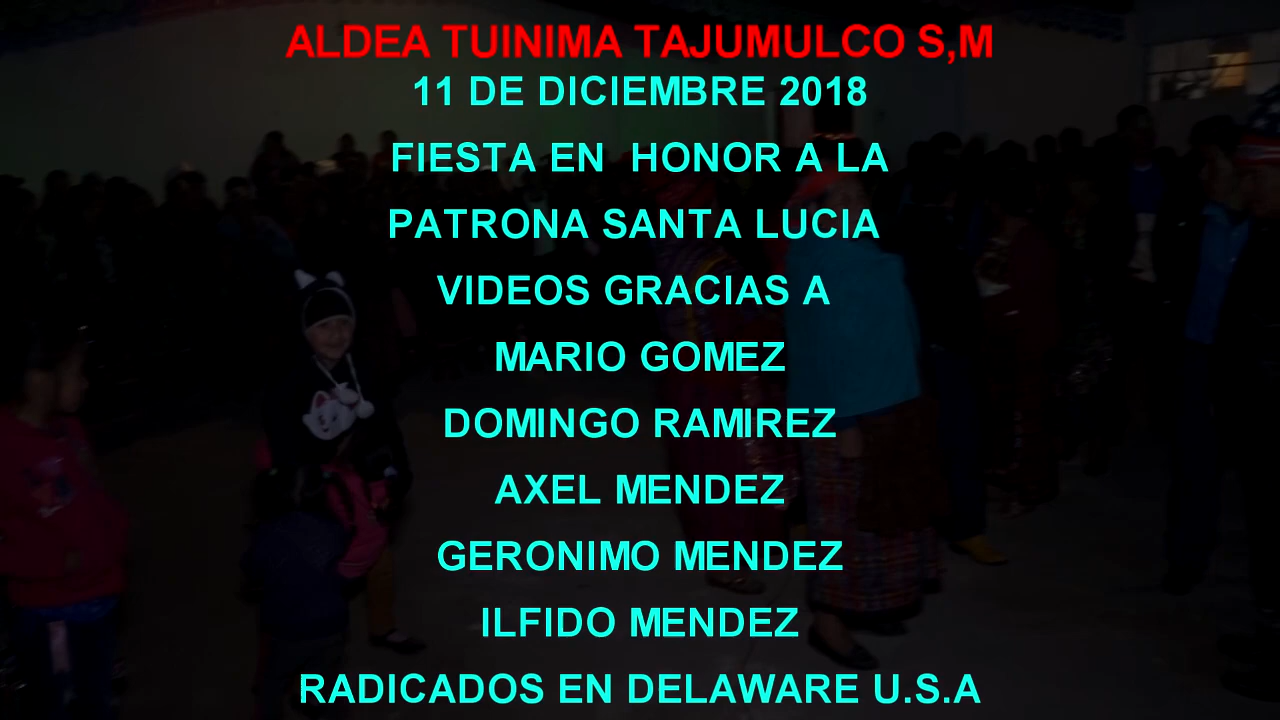 ALDEA TUINIMA TAJUMULCO S,M
11 DE DICIEMBRE 2018
FIESTA EN HONOR A LA
PATRONA SANTA LUCIA
VIDEOS GRACIAS A
MARIO GOMEZ
DOMINGO RAMIREZ
AXEL MENDEZ
GERONIMO MENDEZ
ILFIDO MENDEZ
RADICADOS EN DELAWARE U.S.A